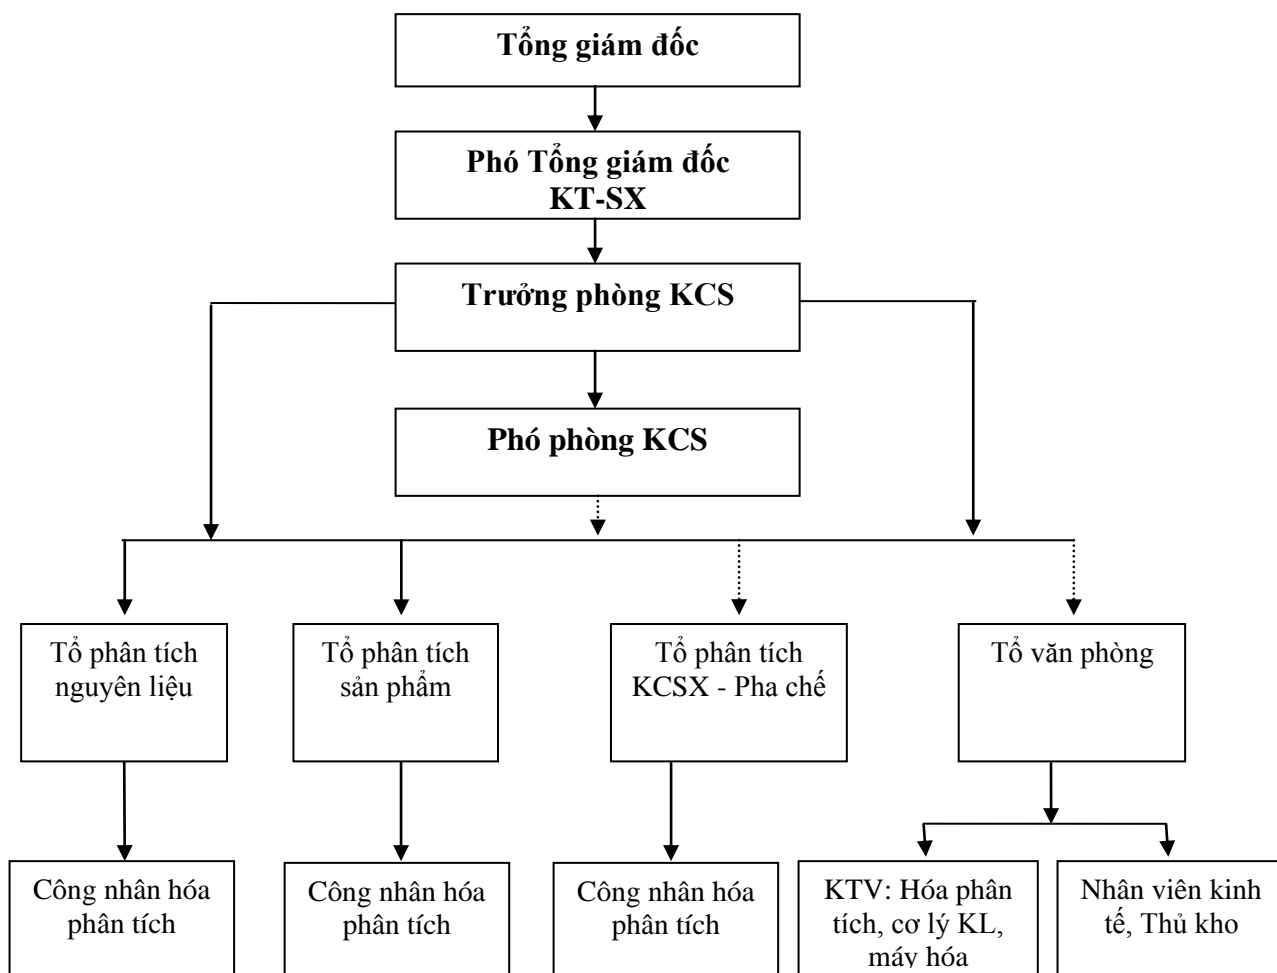 Tổng giám đốc
Phó Tổng giám đốc
KT-SX
Trưởng phòng KCS
Phó phòng KCS
Tổ phân tích
nguyên liệu
Tổ phân tích
sản phẩm
Tổ phân tích
KCSX - Pha chế
Tổ văn phòng
Công nhân hóa
phân tích
Công nhân hóa
phân tích
Công nhân hóa
phân tích
KTV: Hóa phân
tích, cơ lý KL,
máy hóa
Nhân viên kinh
tế, Thủ kho